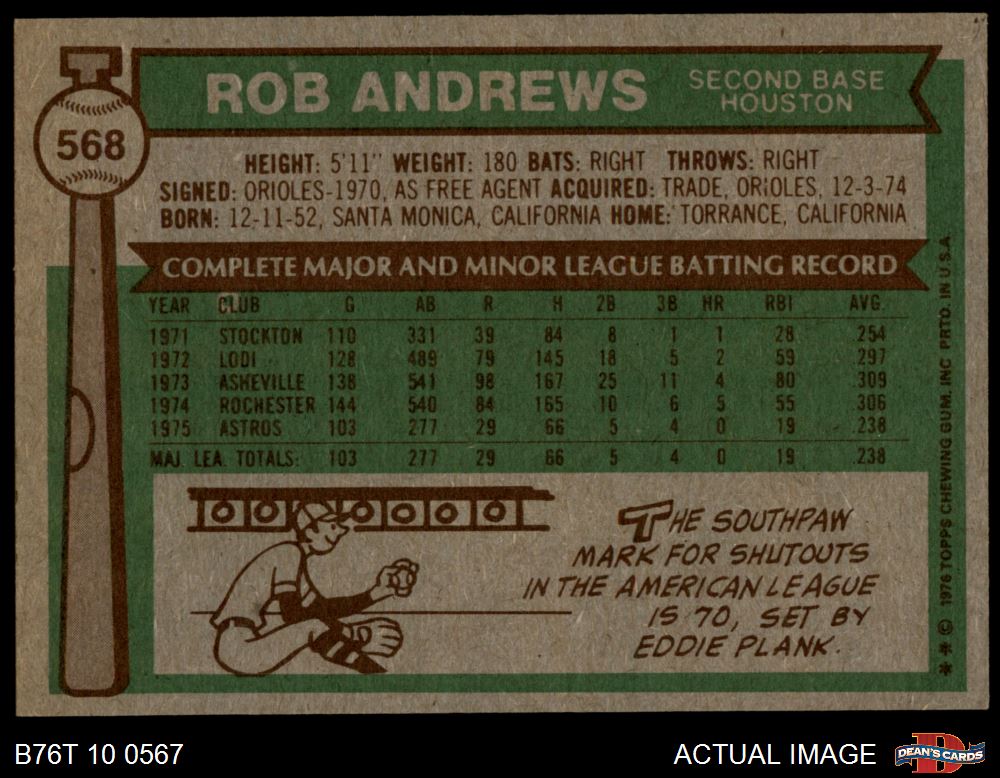 568
ROB ANDREWS
SECOND BASE
HOUSTON
HEIGHT: 5'11" WEIGHT: 180 BATS: RIGHT THROWS: RIGHT
SIGNED: ORIOLES-1970, AS FREE AGENT ACQUIRED: TRADE, ORIOLES, 12-3-74
BORN: 12-11-52, SANTA MONICA, CALIFORNIA HOME: TORRANCE, CALIFORNIA
COMPLETE MAJOR AND MINOR LEAGUE BATTING RECORD
YEAR CLUB G AB R H 2B 3B HR RBI AVG.
1971 STOCKTON 110 331 39 84 8 1 1 28 .254
1972 LODI 128 489 79 145 18 5 2 59 .297
1973 ASHEVILLE 138 541 98 167 25 11 4 80 .309
1974 ROCHESTER 144 540 84 165 10 6 5 55 .306
1975 ASTROS 103 277 29 66 5 4 0 19 .238
MAJ. LEA. TOTALS: 103 277 29 66 5 4 0 19 .238
THE SOUTHPAW
MARK FOR SHUTOUTS
IN THE AMERICAN LEAGUE
IS 70, SET BY
EDDIE PLANK.
** © 1976 TOPPS CHEWING GUM, INC PRTD. IN U.S.A.
B76T 10 0567
ACTUAL IMAGE
DEAN'S CARDS